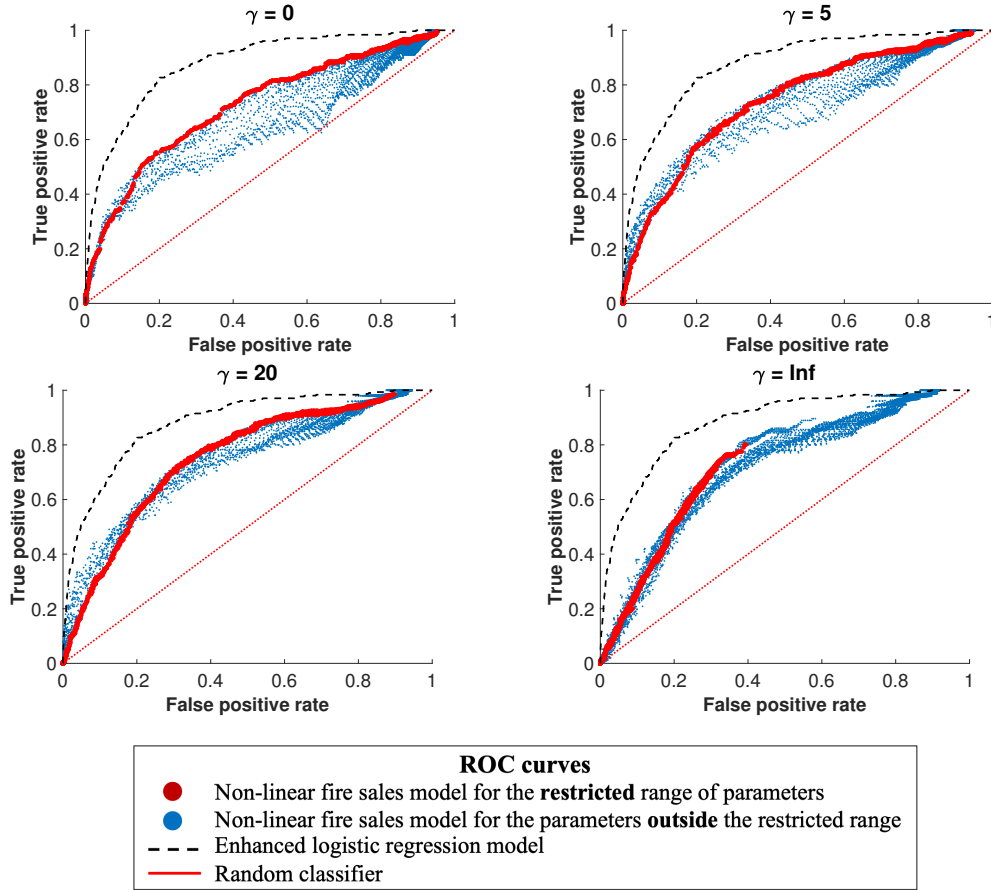 γ = 0
1
0.8
0.6
0.4
0.2
0
True positive rate
0 0.2 0.4 0.6 0.8 1
False positive rate
γ = 5
1
0.8
0.6
0.4
0.2
0
True positive rate
0 0.2 0.4 0.6 0.8 1
False positive rate
γ = 20
1
0.8
0.6
0.4
0.2
0
True positive rate
0 0.2 0.4 0.6 0.8 1
False positive rate
γ = Inf
1
0.8
0.6
0.4
0.2
0
True positive rate
0 0.2 0.4 0.6 0.8 1
False positive rate
ROC curves
Non-linear fire sales model for the restricted range of parameters
Non-linear fire sales model for the parameters outside the restricted range
Enhanced logistic regression model
Random classifier